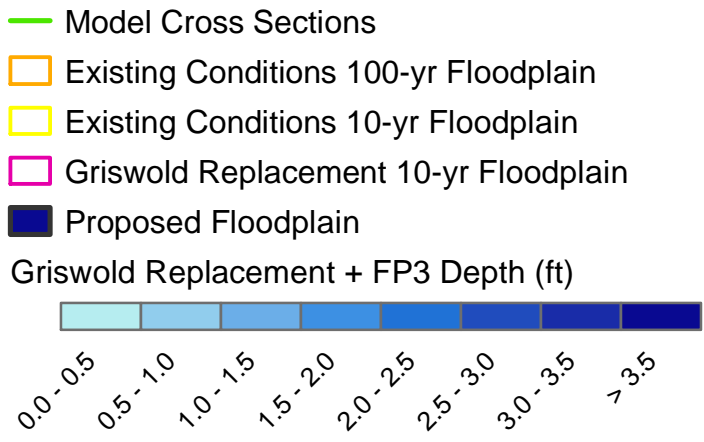 Model Cross Sections
Existing Conditions 100-yr Floodplain
Existing Conditions 10-yr Floodplain
Griswold Replacement 10-yr Floodplain
Proposed Floodplain
Griswold Replacement + FP3 Depth (ft)
0.0 - 0.5
0.5 - 1.0
1.0 - 1.5
1.5 - 2.0
2.0 - 2.5
2.5 - 3.0
3.0 - 3.5
> 3.5